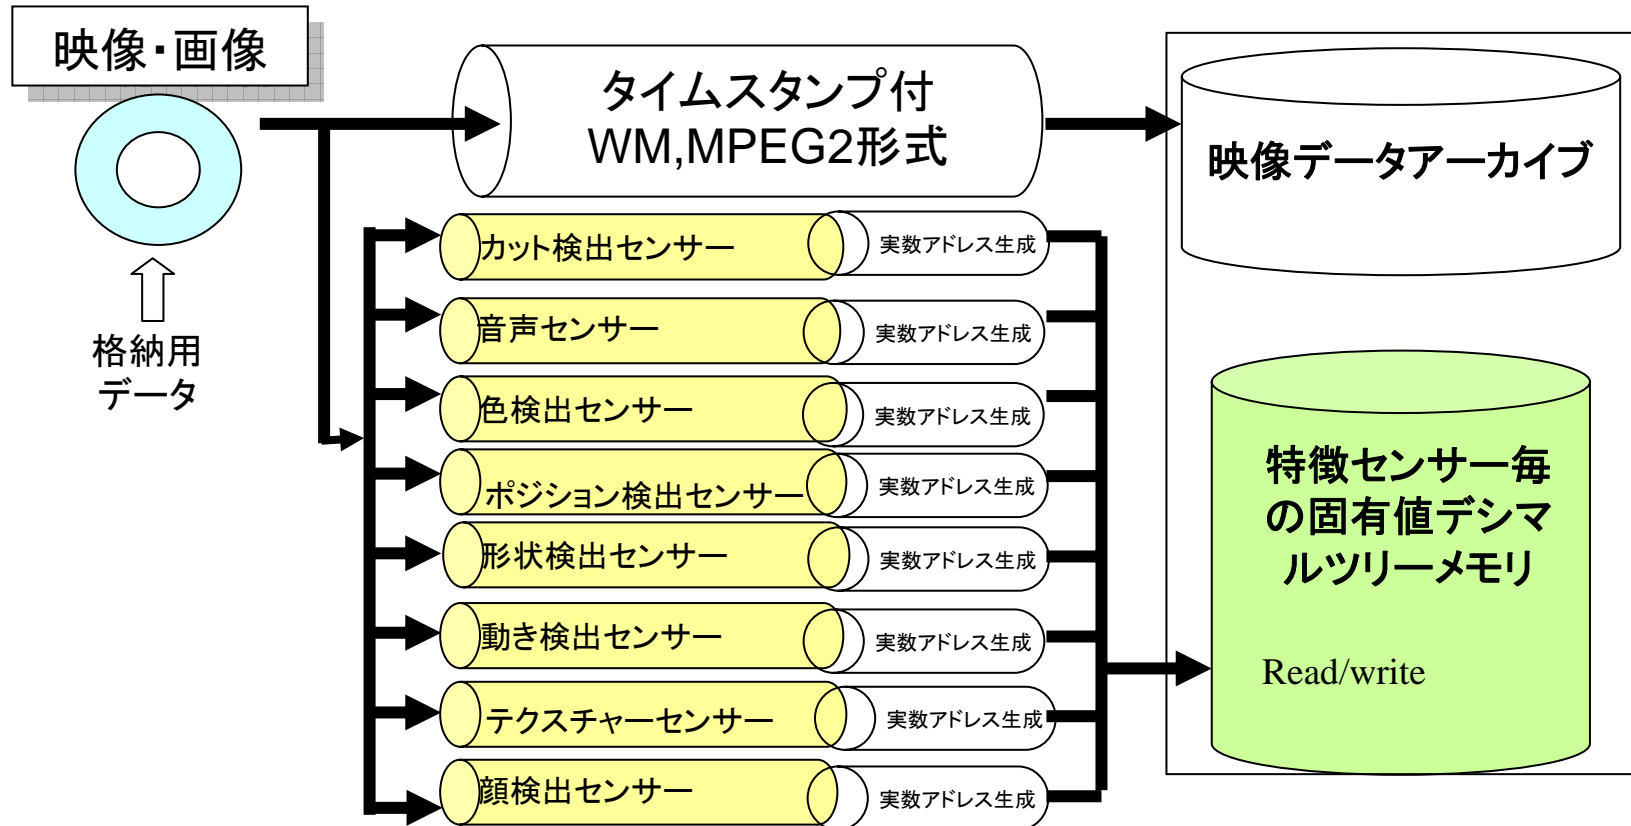 映像・画像
格納用
データ
タイムスタンプ付
WM,MPEG2形式
カット検出センサー
実数アドレス生成
音声センサー
実数アドレス生成
色検出センサー
実数アドレス生成
ポジション検出センサー
実数アドレス生成
形状検出センサー
実数アドレス生成
動き検出センサー
実数アドレス生成
テクスチャーセンサー
実数アドレス生成
顔検出センサー
実数アドレス生成
映像データアーカイブ
特徴センサー毎
の固有値デシマ
ルツリーメモリ
Read/write